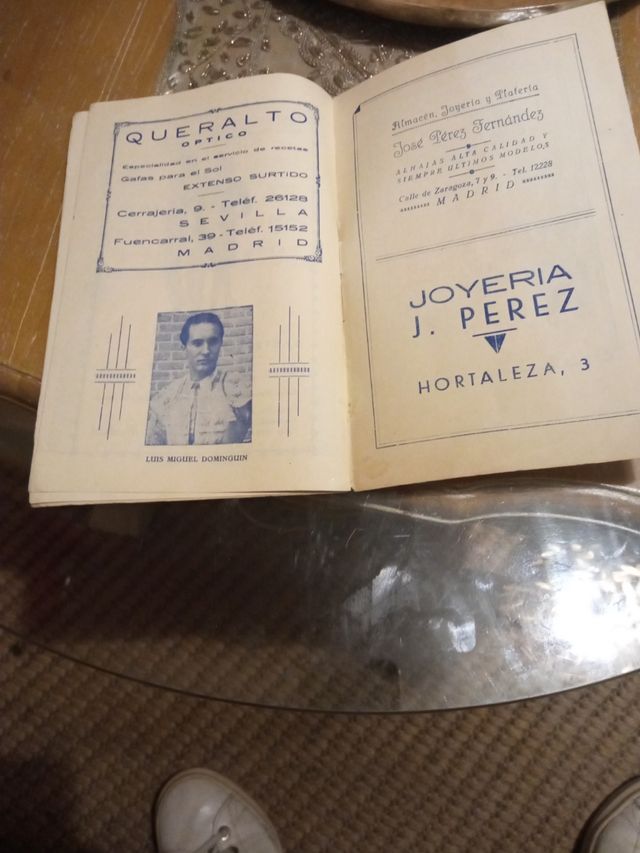 QUERALTO
OPTICO
Especialidad en el servicio de recetas
Gafas para el Sol
EXTENSO SURTIDO
Cerrajería, 9. - Teléf. 26128
SEVILLA
Fuencarral, 39 - Teléf. 15152
MADRID
LUIS MIGUEL DOMINGUIN
Almacén, Joyería y Platería
José Pérez Fernández
ALHAJAS ALTA CALIDAD Y
SIEMPRE ULTIMOS MODELOS
Calle de Zaragoza, 7 y 9. - Tel. 12228
MADRID
JOYERIA
J. PEREZ
HORTALEZA, 3